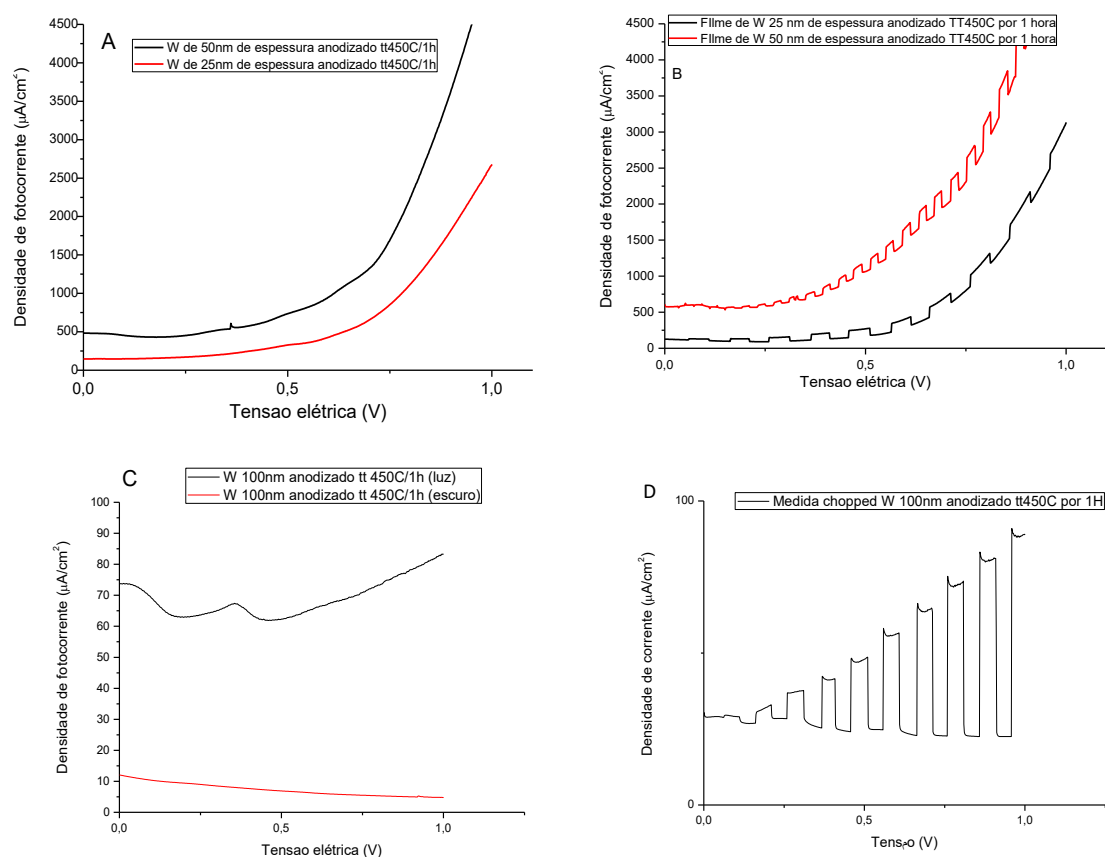 A
W de 50nm de espessura anodizado tt450C/1h
W de 25nm de espessura anodizado tt450C/1h
4500
4000
3500
3000
2500
2000
1500
1000
500
0
Densidade de fotocorrente (μA/cm²)
0,0
0,5
1,0
Tensao elétrica (V)
B
FIlme de W 25 nm de espessura anodizado TT450C por 1 hora
FIlme de W 50 nm de espessura anodizado TT450C por 1 hora
4500
4000
3500
3000
2500
2000
1500
1000
500
0
Densidade de fotocorrente (μA/cm²)
0,0
0,5
1,0
Tensao elétrica (V)
C
W 100nm anodizado tt 450C/1h (luz)
W 100nm anodizado tt 450C/1h (escuro)
100
90
80
70
60
50
40
30
20
10
0
Densidade de fotocorrente (μA/cm²)
0,0
0,5
1,0
Tensao elétrica (V)
D
Medida chopped W 100nm anodizado tt450C por 1H
100
0
Densidade de corrente (μA/cm²)
0,0
0,5
1,0
(V)